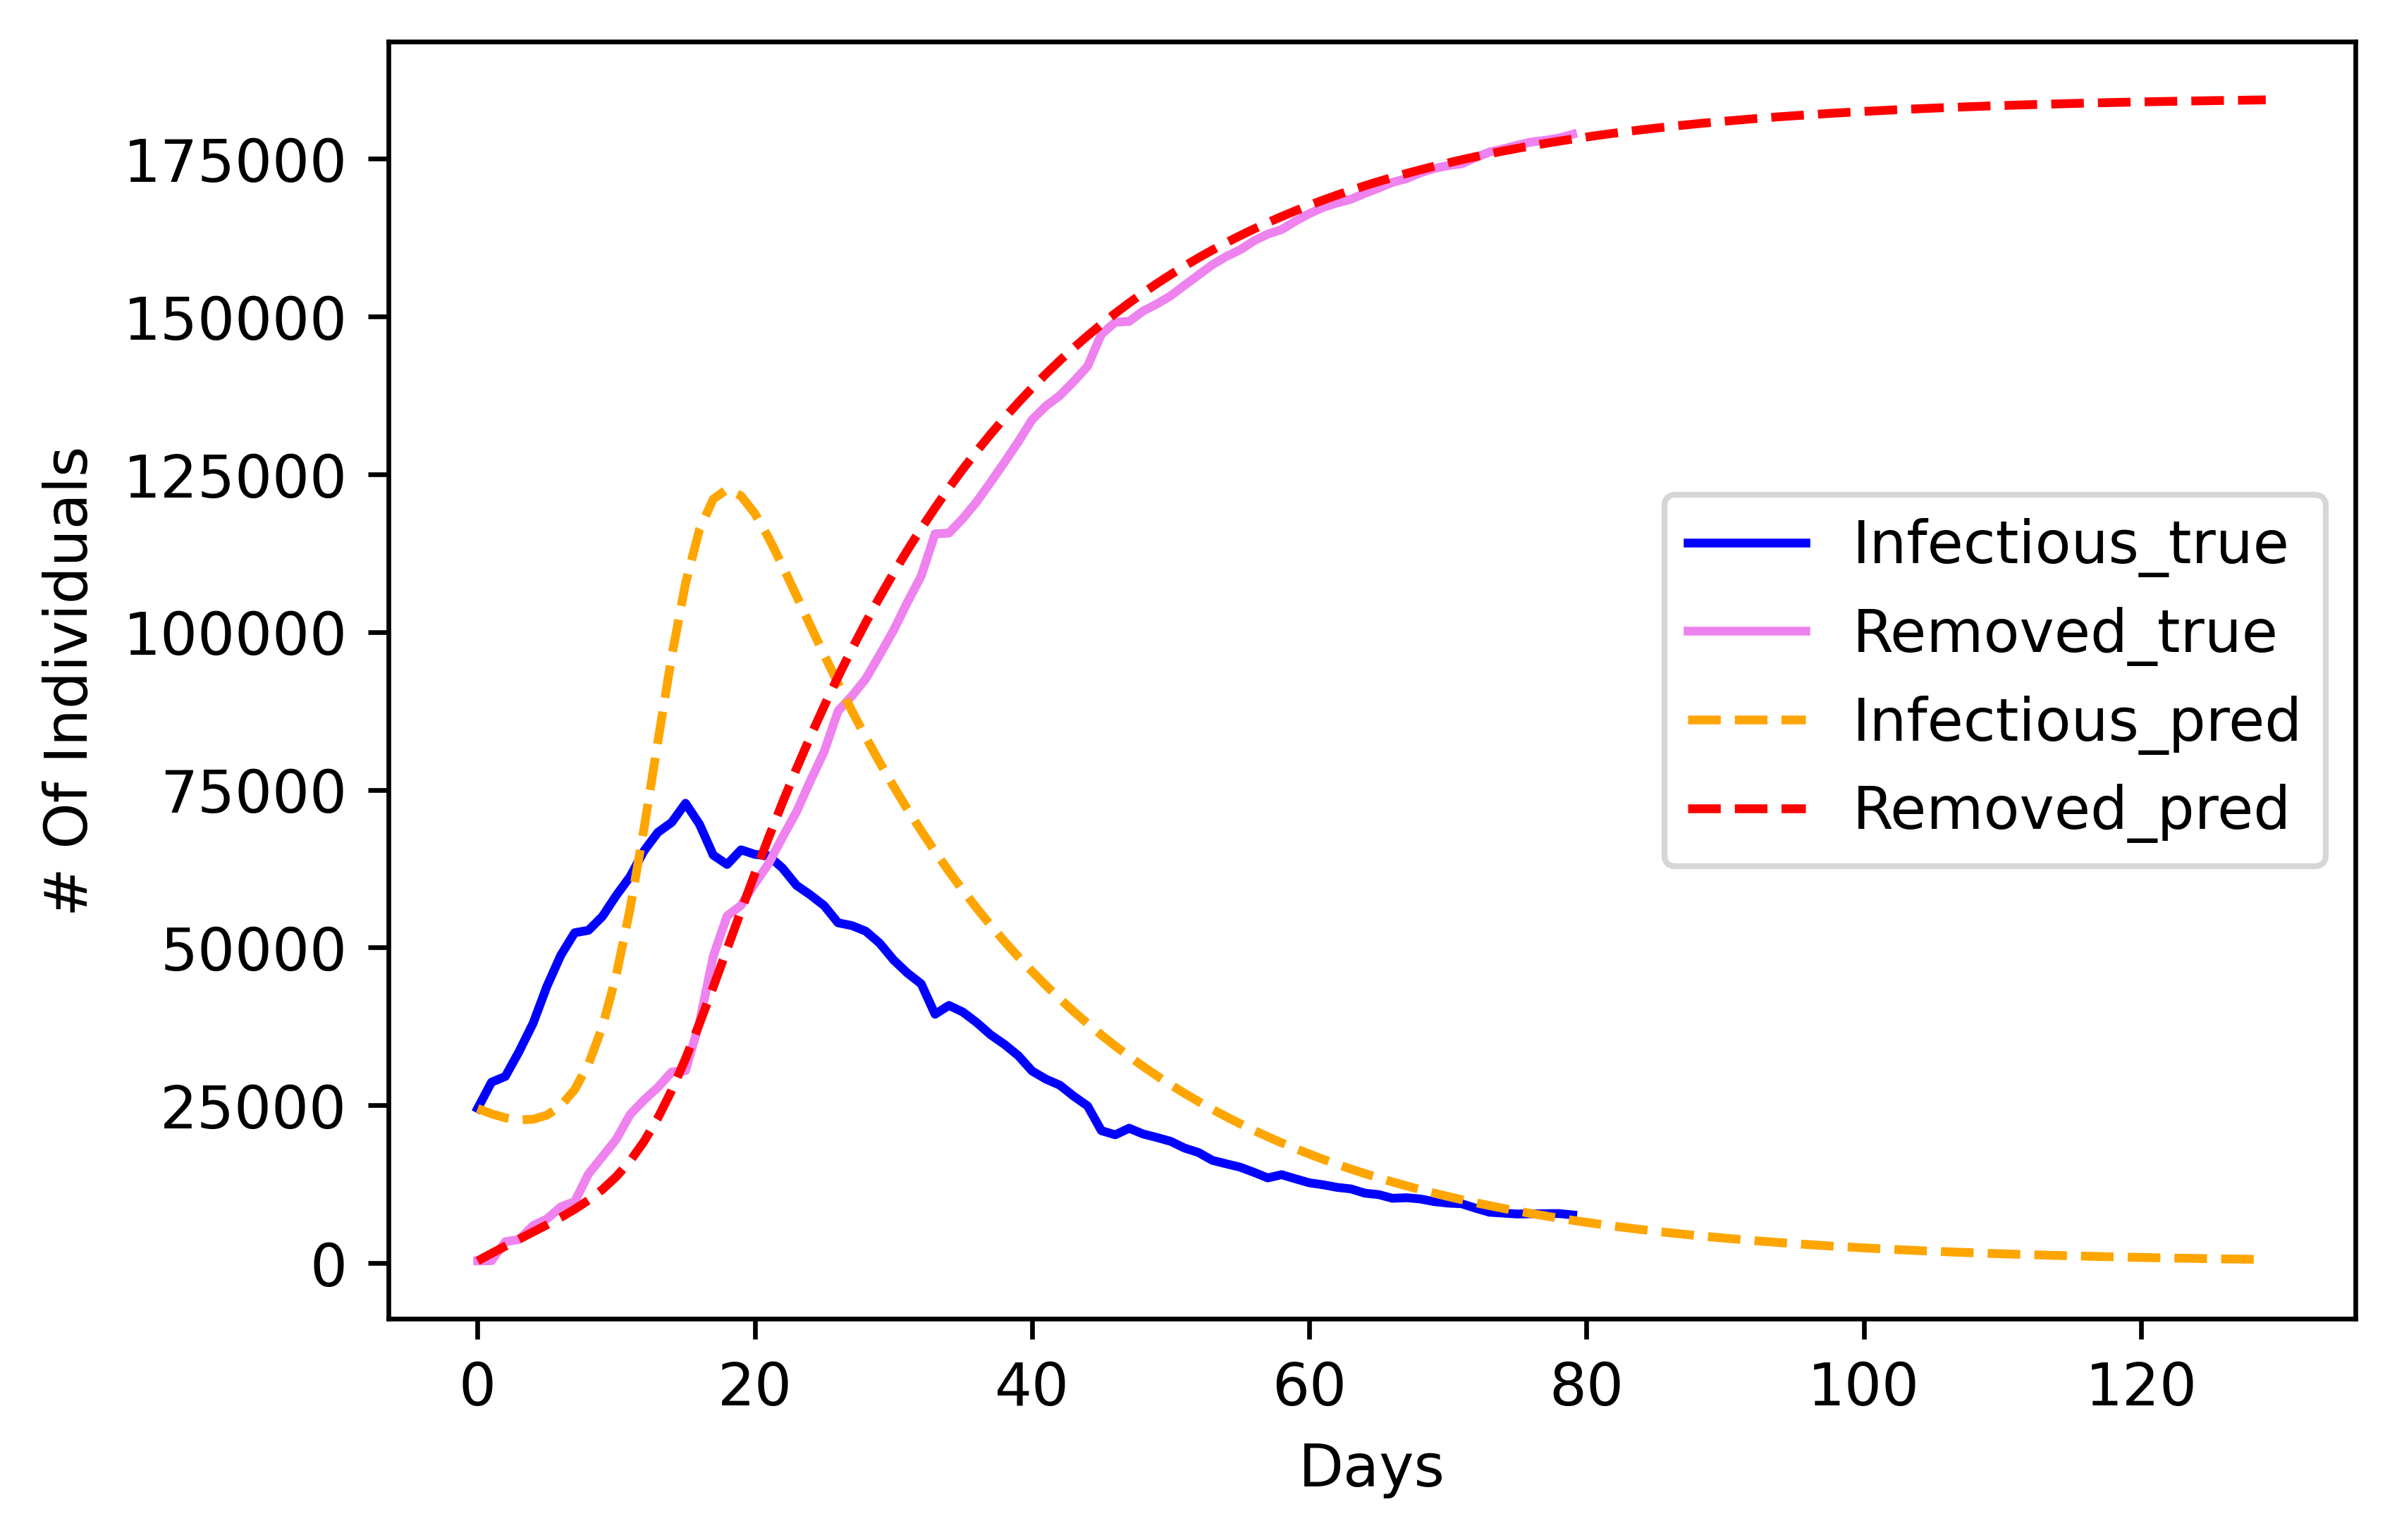 # Of Individuals
175000
150000
125000
100000
75000
50000
25000
0
Infectious_true
Removed_true
Infectious_pred
Removed_pred
0 20 40 60 80 100 120
Days